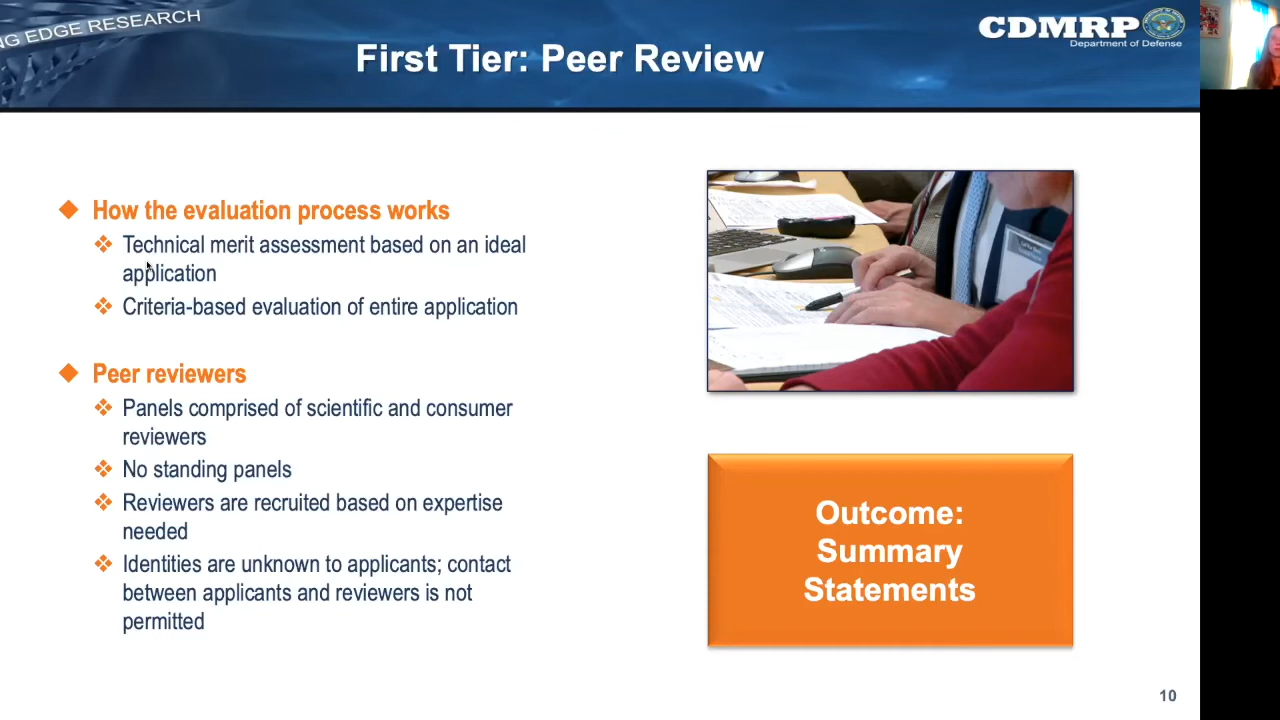 NG EDGE RESEARCH
CDMRP
Department of Defense
First Tier: Peer Review
How the evaluation process works
Technical merit assessment based on an ideal
application
Criteria-based evaluation of entire application
Peer reviewers
Panels comprised of scientific and consumer
reviewers
No standing panels
Reviewers are recruited based on expertise
needed
Identities are unknown to applicants; contact
between applicants and reviewers is not
permitted
Outcome:
Summary
Statements
10